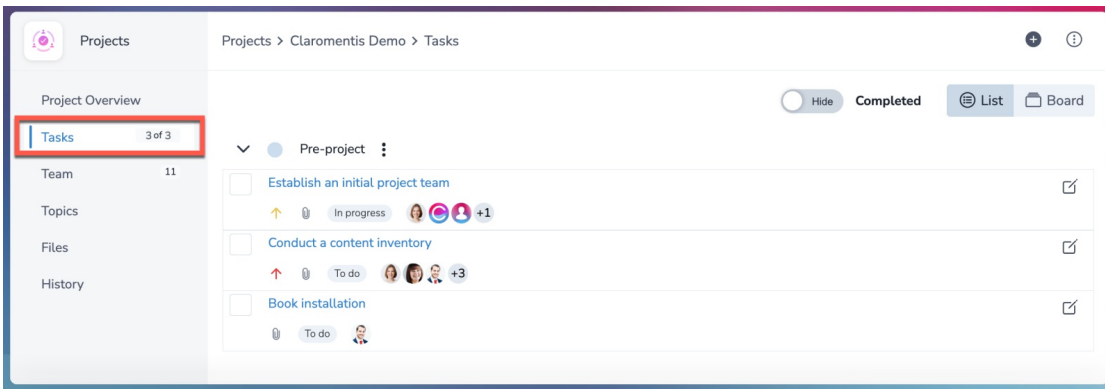 Projects
Projects > Claromentis Demo > Tasks
Project Overview
Hide Completed List Board
Tasks 3 of 3
Pre-project
Team 11
Establish an initial project team
Topics
In progress +1
Files
Conduct a content inventory
History
To do +3
Book installation
To do